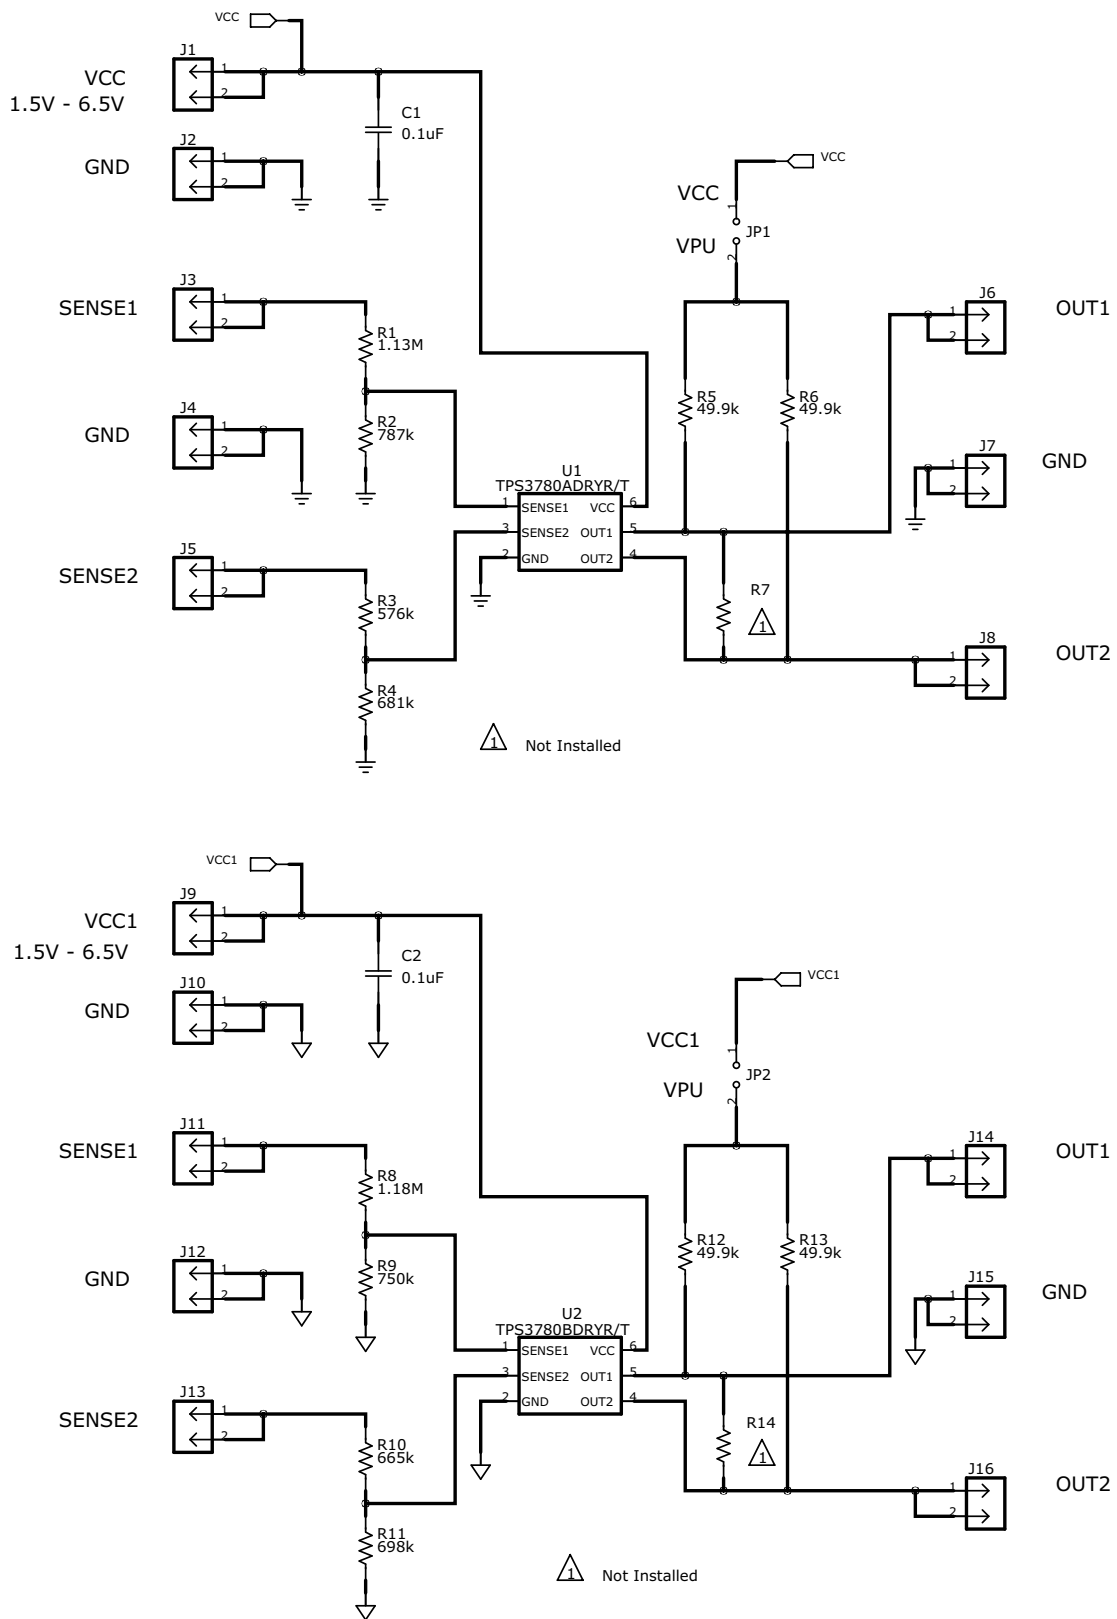 VCC
J1
VCC
1.5V - 6.5V
1
2
C1
0.1uF
J2
GND
1
2
VCC
VCC
1
JP1
VPU
2
J3
SENSE1
1
2
R1
1.13M
J6
OUT1
1
2
J4
GND
1
2
R2
787k
R5
49.9k
R6
49.9k
J7
GND
1
2
U1
TPS3780ADRYR/T
1 SENSE1 VCC 6
3 SENSE2 OUT1 5
2 GND OUT2 4
J5
SENSE2
1
2
R3
576k
R7
1
J8
OUT2
1
2
R4
681k
1 Not Installed
VCC1
J9
VCC1
1.5V - 6.5V
1
2
C2
0.1uF
J10
GND
1
2
VCC1
VCC1
1
JP2
VPU
2
J11
SENSE1
1
2
R8
1.18M
J14
OUT1
1
2
J12
GND
1
2
R9
750k
R12
49.9k
R13
49.9k
J15
GND
1
2
U2
TPS3780BDRYR/T
1 SENSE1 VCC 6
3 SENSE2 OUT1 5
2 GND OUT2 4
J13
SENSE2
1
2
R10
665k
R14
1
J16
OUT2
1
2
R11
698k
1 Not Installed